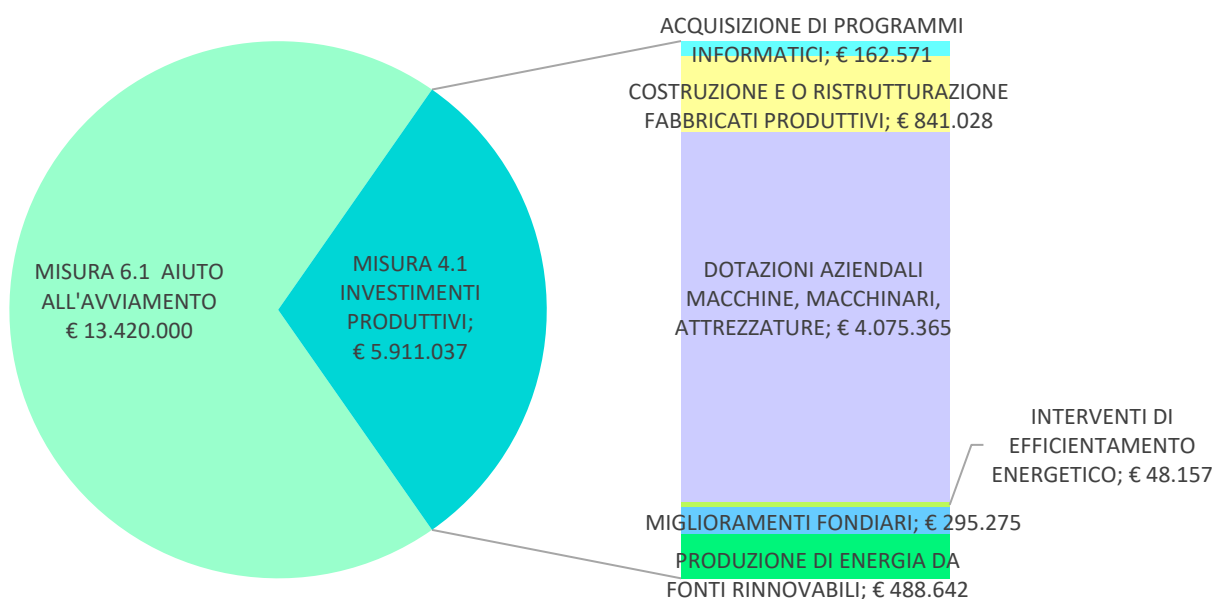 MISURA 6.1 AIUTO
ALL'AVVIAMENTO
€ 13.420.000
MISURA 4.1
INVESTIMENTI
PRODUTTIVI;
€ 5.911.037
ACQUISIZIONE DI PROGRAMMI
INFORMATICI; € 162.571
COSTRUZIONE E O RISTRUTTURAZIONE
FABBRICATI PRODUTTIVI; € 841.028
DOTAZIONI AZIENDALI
MACCHINE, MACCHINARI,
ATTREZZATURE; € 4.075.365
INTERVENTI DI
EFFICIENTAMENTO
ENERGETICO; € 48.157
MIGLIORAMENTI FONDIARI; € 295.275
PRODUZIONE DI ENERGIA DA
FONTI RINNOVABILI; € 488.642